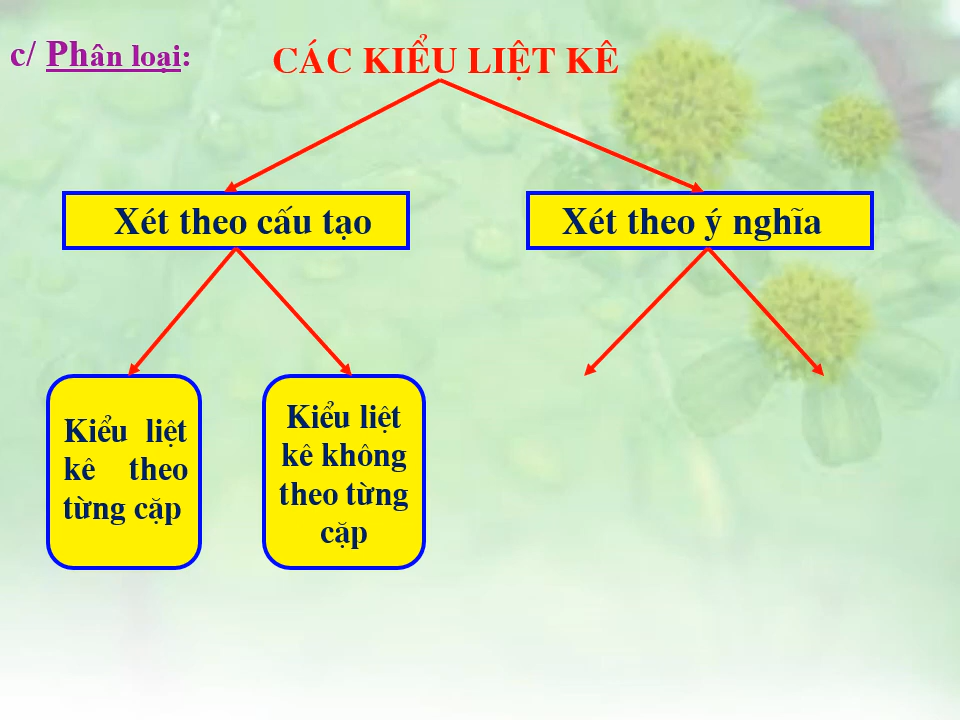 c/ Phân loại:
CÁC KIỂU LIỆT KÊ
Xét theo cấu tạo
Xét theo ý nghĩa
Kiểu liệt
kê theo
từng cặp
Kiểu liệt
kê không
theo từng
cặp